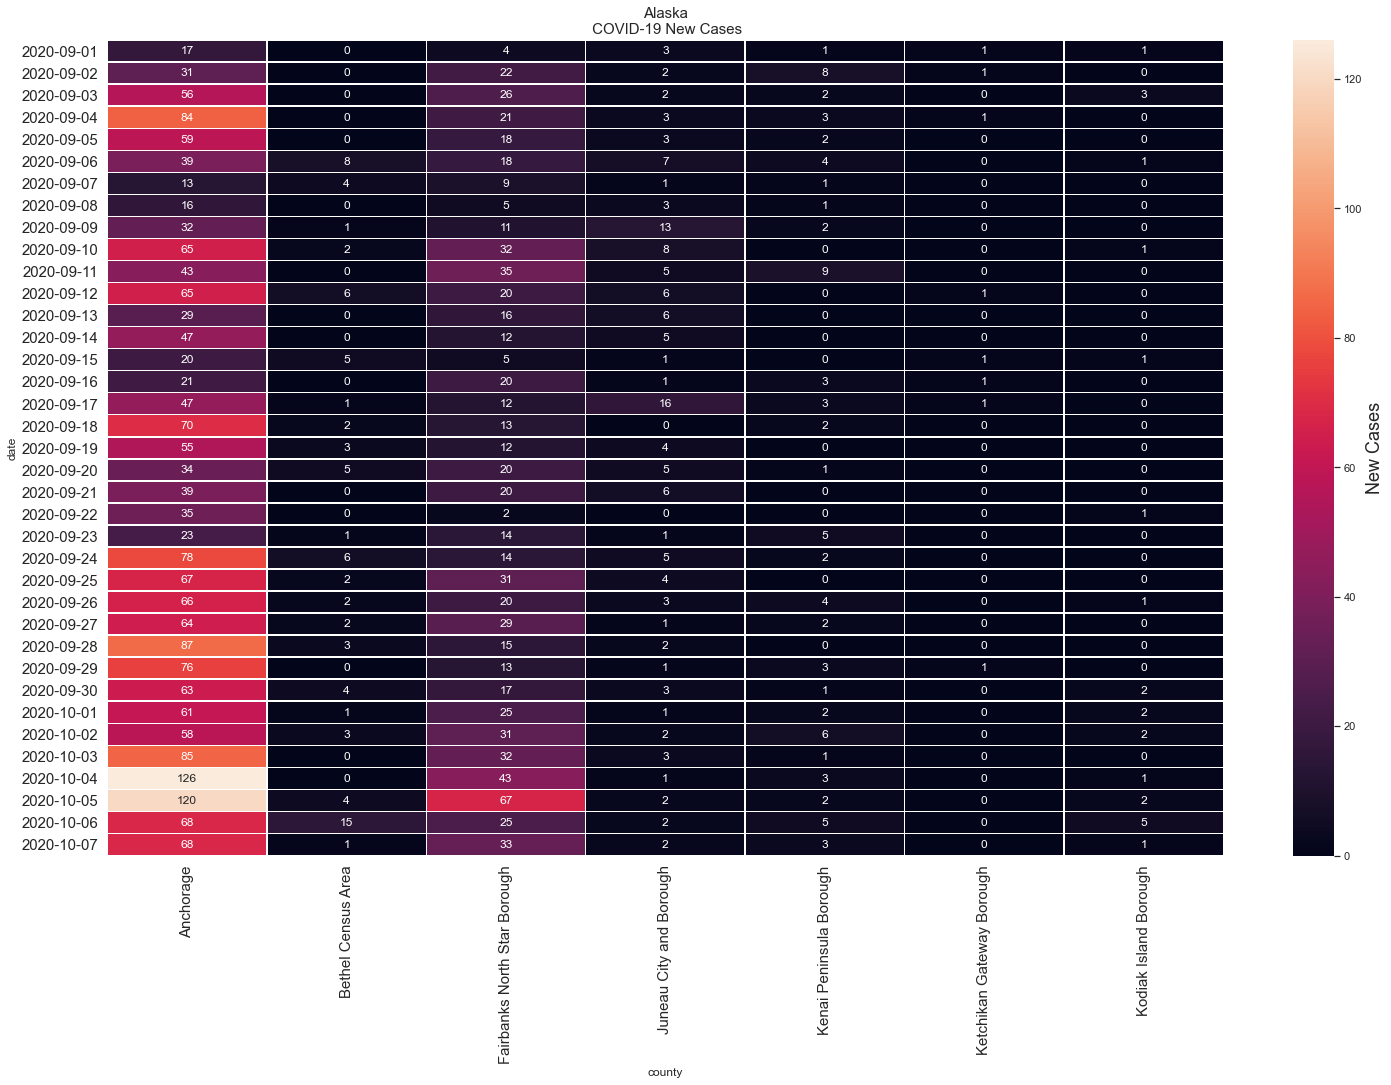 Alaska
COVID-19 New Cases
2020-09-01 17 0 4 3 1 1 1
2020-09-02 31 0 22 2 8 1 0
2020-09-03 56 0 26 2 2 0 3
2020-09-04 84 0 21 3 3 1 0
2020-09-05 59 0 18 3 2 0 0
2020-09-06 39 8 18 7 4 0 1
2020-09-07 13 4 9 1 1 0 0
2020-09-08 16 0 5 3 1 0 0
2020-09-09 32 1 11 13 2 0 0
2020-09-10 65 2 32 8 0 0 1
2020-09-11 43 0 35 5 9 0 0
2020-09-12 65 6 20 6 0 1 0
2020-09-13 29 0 16 6 0 0 0
2020-09-14 47 0 12 5 0 0 0
2020-09-15 20 5 5 1 0 1 1
2020-09-16 21 0 20 1 3 1 0
2020-09-17 47 1 12 16 3 1 0
2020-09-18 70 2 13 0 2 0 0
2020-09-19 55 3 12 4 0 0 0
2020-09-20 34 5 20 5 1 0 0
2020-09-21 39 0 20 6 0 0 0
2020-09-22 35 0 2 0 0 0 1
2020-09-23 23 1 14 1 5 0 0
2020-09-24 78 6 14 5 2 0 0
2020-09-25 67 2 31 4 0 0 0
2020-09-26 66 2 20 3 4 0 1
2020-09-27 64 2 29 1 2 0 0
2020-09-28 87 3 15 2 0 0 0
2020-09-29 76 0 13 1 3 1 0
2020-09-30 63 4 17 3 1 0 2
2020-10-01 61 1 25 1 2 0 2
2020-10-02 58 3 31 2 6 0 2
2020-10-03 85 0 32 3 1 0 0
2020-10-04 126 0 43 1 3 0 1
2020-10-05 120 4 67 2 2 0 2
2020-10-06 68 15 25 2 5 0 5
2020-10-07 68 1 33 2 3 0 1
date
Anchorage
Bethel Census Area
Fairbanks North Star Borough
Juneau City and Borough
Kenai Peninsula Borough
Ketchikan Gateway Borough
Kodiak Island Borough
county
120
100
80
60
40
20
0
New Cases